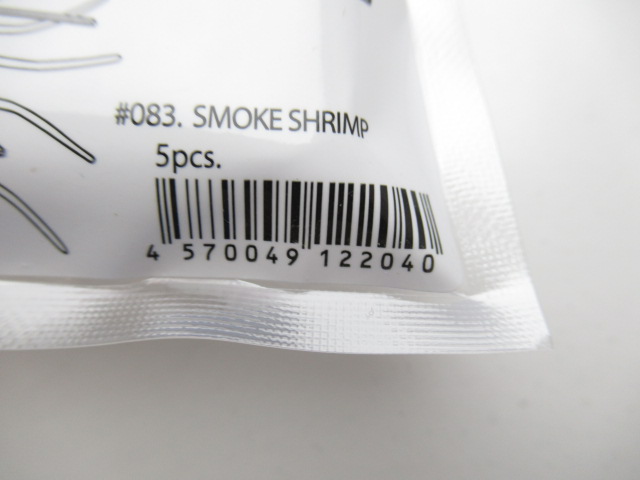 #083. SMOKE SHRIMP
5pcs.
4 570049 122040